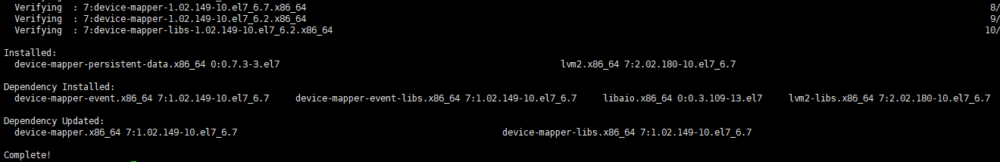 Verifying  : 7:device-mapper-1.02.149-10.el7_6.7.x86_64 8/
Verifying  : 7:device-mapper-1.02.149-10.el7_6.2.x86_64 9/
Verifying  : 7:device-mapper-libs-1.02.149-10.el7_6.2.x86_64 10/
Installed:
device-mapper-persistent-data.x86_64 0:0.7.3-3.el7 lvm2.x86_64 7:2.02.180-10.el7_6.7
Dependency Installed:
device-mapper-event.x86_64 7:1.02.149-10.el7_6.7 device-mapper-event-libs.x86_64 7:1.02.149-10.el7_6.7 libaio.x86_64 0:0.3.109-13.el7 lvm2-libs.x86_64 7:2.02.180-10.el7_6.7
Dependency Updated:
device-mapper.x86_64 7:1.02.149-10.el7_6.7 device-mapper-libs.x86_64 7:1.02.149-10.el7_6.7
Complete!